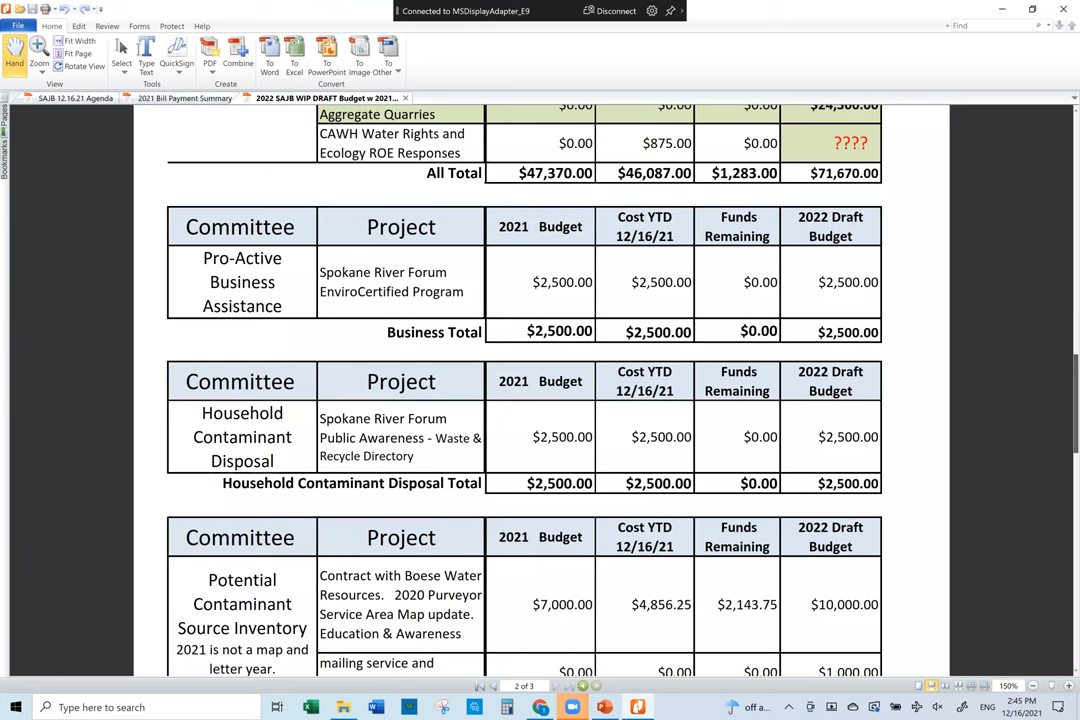 Connected to MSDisplayAdapter_E9 Disconnect
File Home Edit Review Forms Protect Help Find
Fit Width
Fit Page
Rotate View
Hand Zoom Select Type Text QuickSign PDF Combine To Word To Excel To PowerPoint To Image To Other
View Tools Create Convert
SAJB 12.16.21 Agenda 2021 Bill Payment Summary 2022 SAJB WIP DRAFT Budget w 2021...
Pages
Bookmarks
Aggregate Quarries $0.00 $0.00 $0.00 $24,300.00
CAWH Water Rights and
Ecology ROE Responses $0.00 $875.00 $0.00 ????
All Total $47,370.00 $46,087.00 $1,283.00 $71,670.00
Committee Project 2021 Budget Cost YTD 12/16/21 Funds Remaining 2022 Draft Budget
Pro-Active Business Assistance
Spokane River Forum
EnviroCertified Program
$2,500.00 $2,500.00 $0.00 $2,500.00
Business Total $2,500.00 $2,500.00 $0.00 $2,500.00
Committee Project 2021 Budget Cost YTD 12/16/21 Funds Remaining 2022 Draft Budget
Household Contaminant Disposal
Spokane River Forum
Public Awareness - Waste &
Recycle Directory
$2,500.00 $2,500.00 $0.00 $2,500.00
Household Contaminant Disposal Total $2,500.00 $2,500.00 $0.00 $2,500.00
Committee Project 2021 Budget Cost YTD 12/16/21 Funds Remaining 2022 Draft Budget
Potential Contaminant Source Inventory
2021 is not a map and
letter year.
Contract with Boese Water
Resources. 2020 Purveyor
Service Area Map update.
Education & Awareness
$7,000.00 $4,856.25 $2,143.75 $10,000.00
mailing service and $0.00 $0.00 $0.00 $1,000.00
2 of 3 150%
Type here to search off a... ENG 2:45 PM
12/16/2021